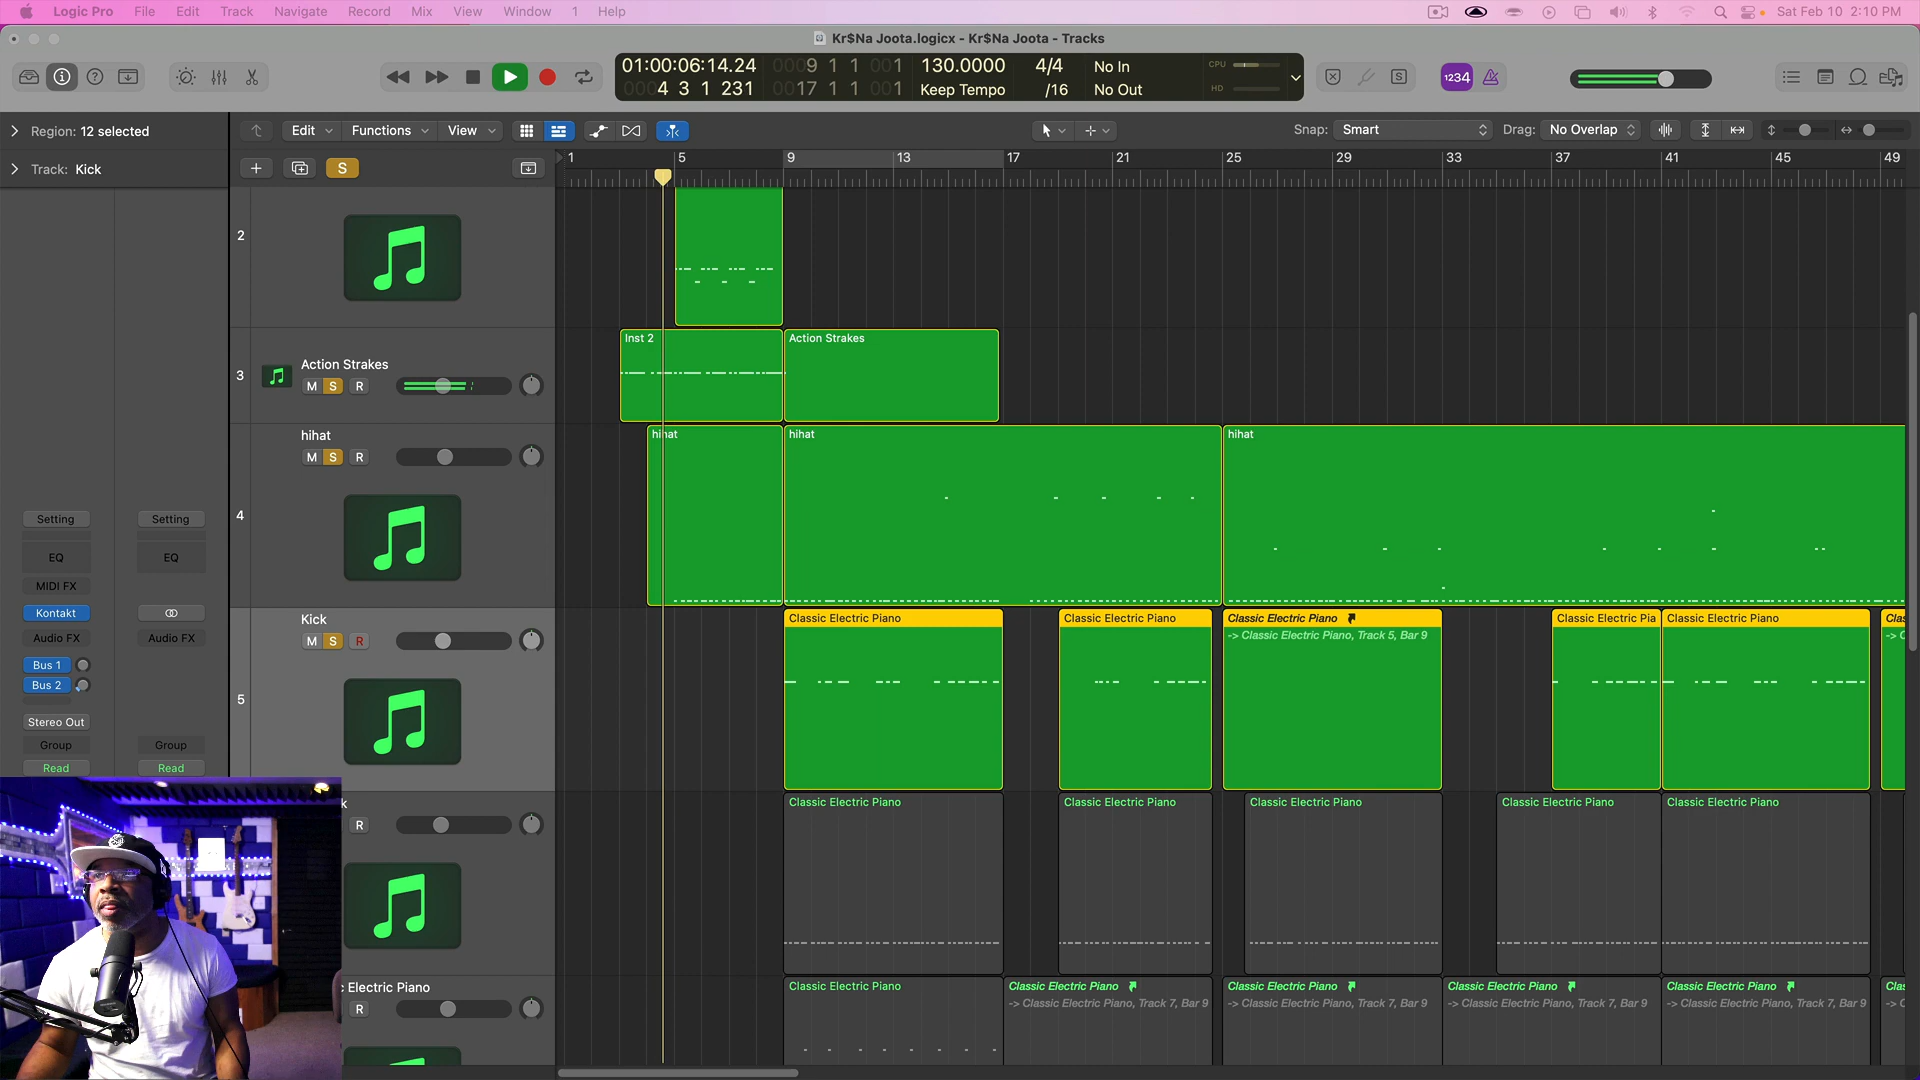 Logic Pro File Edit Track Navigate Record Mix View Window 1 Help Sat Feb 10 2:10 PM
Kr$Na Joota.logicx - Kr$Na Joota - Tracks
01:00:06:14.24 0009 1 1 001 130.0000 4/4 No In CPU
0004 3 1 231 0017 1 1 001 Keep Tempo /16 No Out HD
1234
Region: 12 selected
Edit Functions View
Snap: Smart Drag: No Overlap
Track: Kick
S
1 5 9 13 17 21 25 29 33 37 41 45 49
2
Inst 2 Action Strakes
3 Action Strakes
M S R
hihat
M S R
hihat hihat hihat
4
Setting Setting
EQ EQ
MIDI FX
Kontakt
Audio FX Audio FX
Bus 1
Bus 2
Stereo Out
Group Group
Read Read
Kick
M S R
5
Classic Electric Piano Classic Electric Piano Classic Electric Piano Classic Electric Pia Classic Electric Piano Clas
-> Classic Electric Piano, Track 5, Bar 9 -> C
k
R
Classic Electric Piano Classic Electric Piano Classic Electric Piano Classic Electric Piano Classic Electric Piano
c Electric Piano
R
Classic Electric Piano Classic Electric Piano Classic Electric Piano Classic Electric Piano Classic Electric Piano Clas
-> Classic Electric Piano, Track 7, Bar 9 -> Classic Electric Piano, Track 7, Bar 9 -> Classic Electric Piano, Track 7, Bar 9 -> Classic Electric Piano, Track 7, Bar 9 -> C